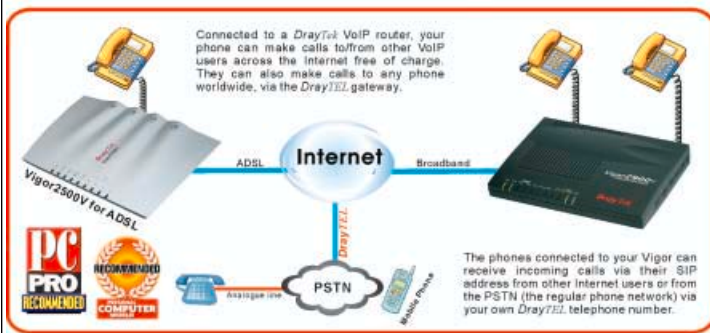 Connected to a DrayTek VoIP router, your
phone can make calls to/from other VoIP
users across the Internet free of charge.
They can also make calls to any phone
worldwide, via the DrayTEL gateway.
ADSL
Internet
Broadband
Vigor2500V for ADSL
DrayTEL
PC
PRO
RECOMMENDED
RECOMMENDED
PERSONAL
COMPUTER
WORLD
Analogue line
PSTN
Mobile Phone
DrayTek
The phones connected to your Vigor can
receive incoming calls via their SIP
address from other Internet users or from
the PSTN (the regular phone network) via
your own DrayTEL telephone number.